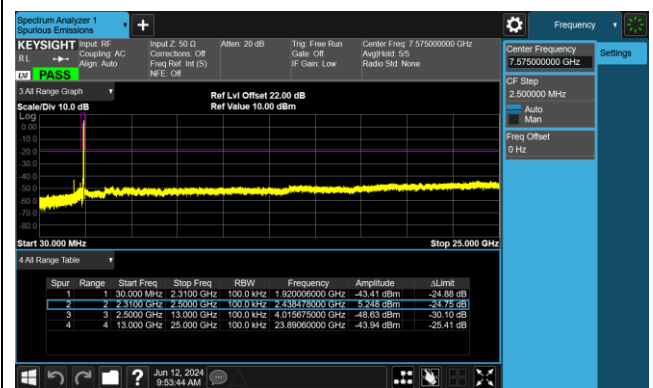 Spectrum Analyzer 1
Spurious Emissions
Frequency
KEYSIGHT
Input: RF
Coupling: AC
Align: Auto
Input Z: 50 Ω
Corrections: Off
Freq Ref: Int (S)
NFE: Off
Atten: 20 dB
Trig: Free Run
Gate: Off
IF Gain: Low
Center Freq: 7.575000000 GHz
Avg|Hold: 5/5
Radio Std: None
RL
LXI PASS
Center Frequency
7.575000000 GHz
Settings
CF Step
2.500000 MHz
Auto
Man
Freq Offset
0 Hz
3 All Range Graph
Scale/Div 10.0 dB
Ref Lvl Offset 22.00 dB
Ref Value 10.00 dBm
Log
0.00
-10.0
-20.0
-30.0
-40.0
-50.0
-60.0
-70.0
-80.0
Start 30.000 MHz Stop 25.000 GHz
4 All Range Table
Spur Range Start Freq Stop Freq RBW Frequency Amplitude ΔLimit
1 1 30.000 MHz 2.3100 GHz 100.0 kHz 1.920006000 GHz -43.41 dBm -24.88 dB
2 2 2.3100 GHz 2.5000 GHz 100.0 kHz 2.438478000 GHz 5.248 dBm -24.75 dB
3 3 2.5000 GHz 13.000 GHz 100.0 kHz 4.015675000 GHz -48.63 dBm -30.10 dB
4 4 13.000 GHz 25.000 GHz 100.0 kHz 23.89060000 GHz -43.94 dBm -25.41 dB
Jun 12, 2024
9:53:44 AM